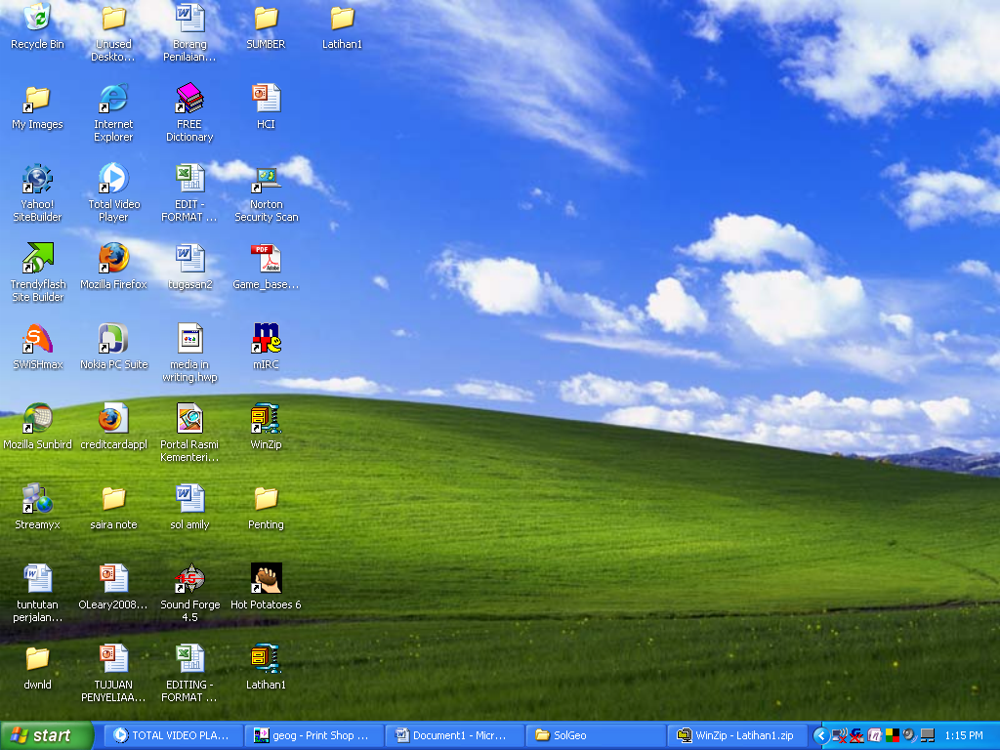 Recycle Bin
Unused
Deskto...
Borang
Penilaian...
SUMBER
Latihan1
My Images
Internet
Explorer
FREE
Dictionary
HCI
Yahoo!
SiteBuilder
Total Video
Player
EDIT -
FORMAT ...
Norton
Security Scan
Trendyflash
Site Builder
Mozilla Firefox
tugasan2
Game_base...
SWiSHmax
Nokia PC Suite
media in
writing.hwp
mIRC
Mozilla Sunbird
creditcardappl
Portal Rasmi
Kementeri...
WinZip
Streamyx
saira note
sol amily
Penting
tuntutan
perjalan...
OLeary2008...
Sound Forge
4.5
Hot Potatoes 6
dwnld
TUJUAN
PENYELIAA...
EDITING -
FORMAT ...
Latihan1
start
TOTAL VIDEO PLA...
geog - Print Shop ...
Document1 - Micr...
SolGeo
WinZip - Latihan1.zip
1:15 PM